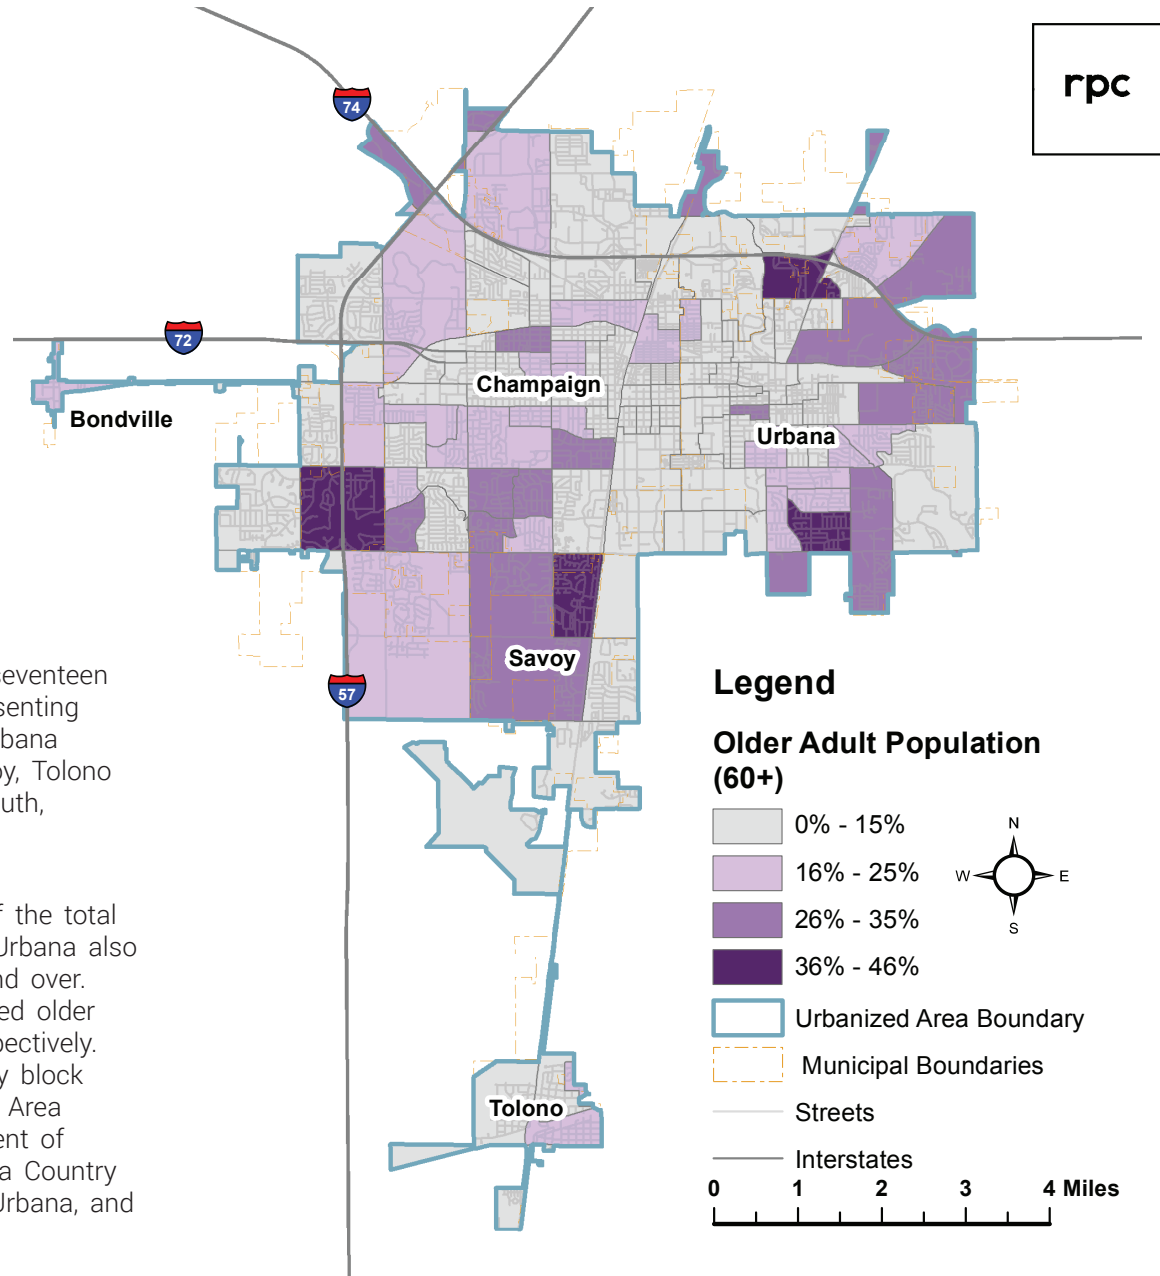 rpc
74
72
Bondville
Champaign
Urbana
Savoy
57
Tolono
seventeen
senting
bana
y, Tolono
uth,
f the total
Urbana also
nd over.
ed older
pectively.
y block
Area
ent of
a Country
Urbana, and
Legend
Older Adult Population
(60+)
0% - 15%
16% - 25%
26% - 35%
36% - 46%
Urbanized Area Boundary
Municipal Boundaries
Streets
Interstates
N
W E
S
0 1 2 3 4 Miles